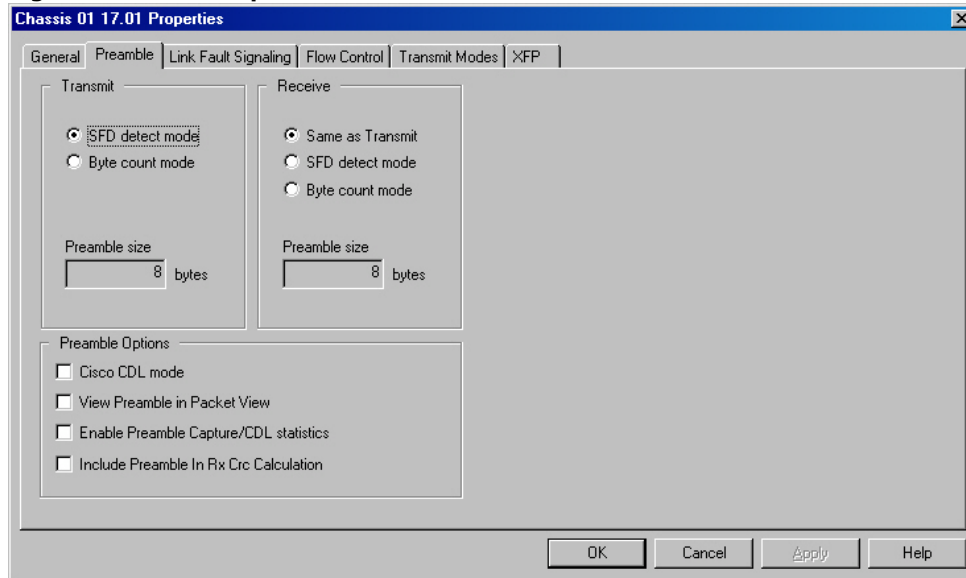 Chassis 01 17.01 Properties
General Preamble Link Fault Signaling Flow Control Transmit Modes XFP
Transmit
SFD detect mode
Byte count mode
Preamble size
8 bytes
Receive
Same as Transmit
SFD detect mode
Byte count mode
Preamble size
8 bytes
Preamble Options
Cisco CDL mode
View Preamble in Packet View
Enable Preamble Capture/CDL statistics
Include Preamble In Rx Crc Calculation
OK Cancel Apply Help